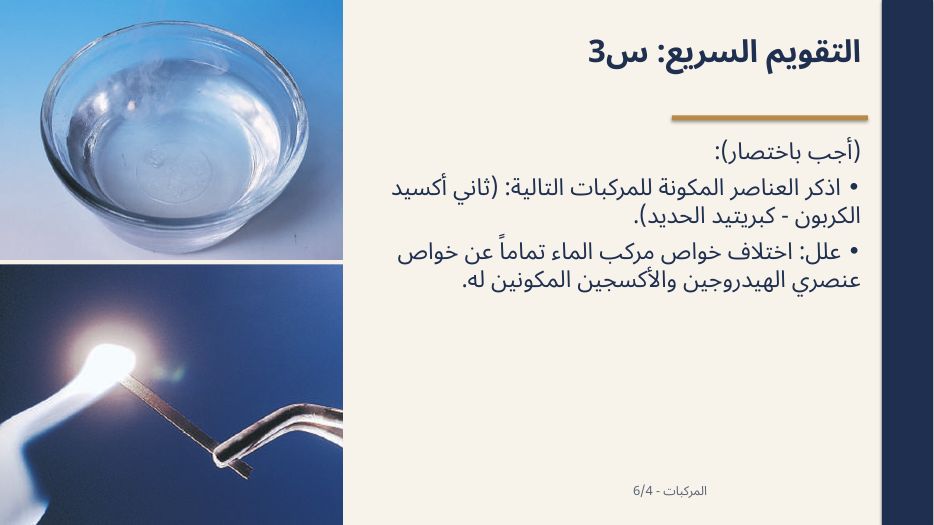 التقويم السريع: س3
(أجب باختصار):
• اذكر العناصر المكونة للمركبات التالية: (ثاني أكسيد
الكربون - كبريتيد الحديد).
• علل: اختلاف خواص مركب الماء تماماً عن خواص
عنصري الهيدروجين والأكسجين المكونين له.
المركبات - 6/4